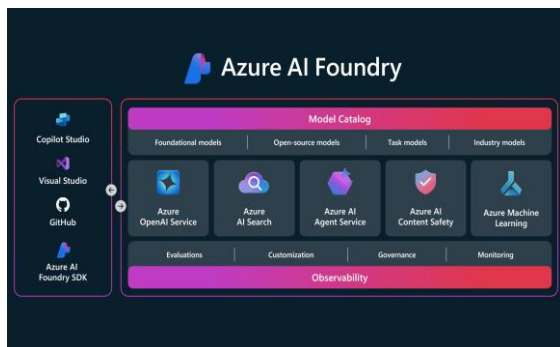 Azure AI Foundry
Copilot Studio
Visual Studio
GitHub
Azure AI
Foundry SDK
Model Catalog
Foundational models
Open-source models
Task models
Industry models
Azure
OpenAI Service
Azure
AI Search
Azure AI
Agent Service
Azure AI
Content Safety
Azure Machine
Learning
Evaluations
Customization
Governance
Monitoring
Observability